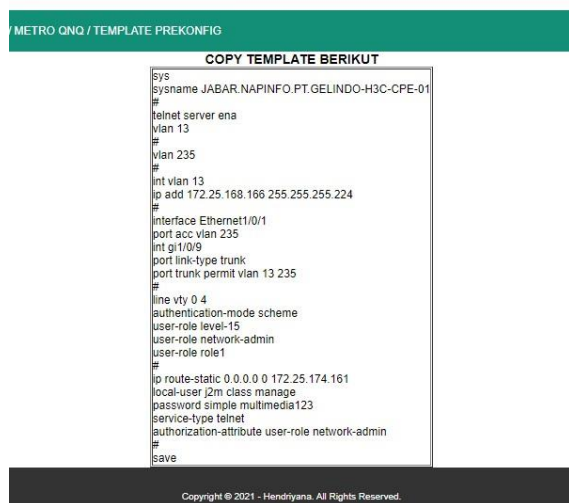 / METRO QNQ / TEMPLATE PREKONFIG
COPY TEMPLATE BERIKUT
sys
sysname JABAR.NAPINFO.PT.GELINDO-H3C-CPE-01
#
telnet server ena
vlan 13
#
vlan 235
#
int vlan 13
ip add 172.25.168.166 255.255.255.224
#
interface Ethernet1/0/1
port acc vlan 235
int gi1/0/9
port link-type trunk
port trunk permit vlan 13 235
#
line vty 0 4
authentication-mode scheme
user-role level-15
user-role network-admin
user-role role1
#
ip route-static 0.0.0.0 0 172.25.174.161
local-user j2m class manage
password simple multimedia123
service-type telnet
authorization-attribute user-role network-admin
#
save
Copyright © 2021 - Hendriyana. All Rights Reserved.